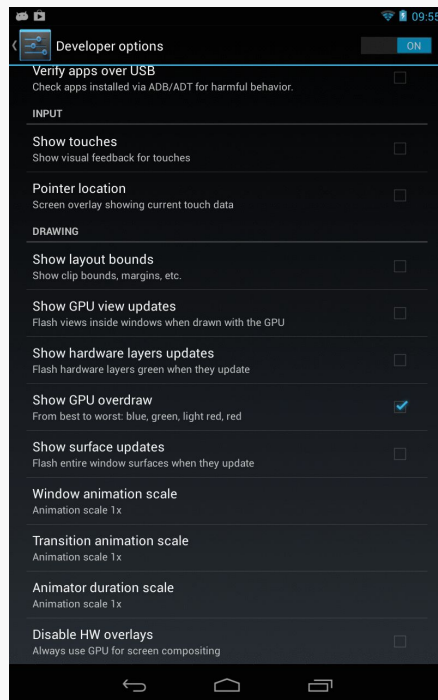 09:55
Developer options
ON
Verify apps over USB
Check apps installed via ADB/ADT for harmful behavior.
INPUT
Show touches
Show visual feedback for touches
Pointer location
Screen overlay showing current touch data
DRAWING
Show layout bounds
Show clip bounds, margins, etc.
Show GPU view updates
Flash views inside windows when drawn with the GPU
Show hardware layers updates
Flash hardware layers green when they update
Show GPU overdraw
From best to worst: blue, green, light red, red
Show surface updates
Flash entire window surfaces when they update
Window animation scale
Animation scale 1x
Transition animation scale
Animation scale 1x
Animator duration scale
Animation scale 1x
Disable HW overlays
Always use GPU for screen compositing